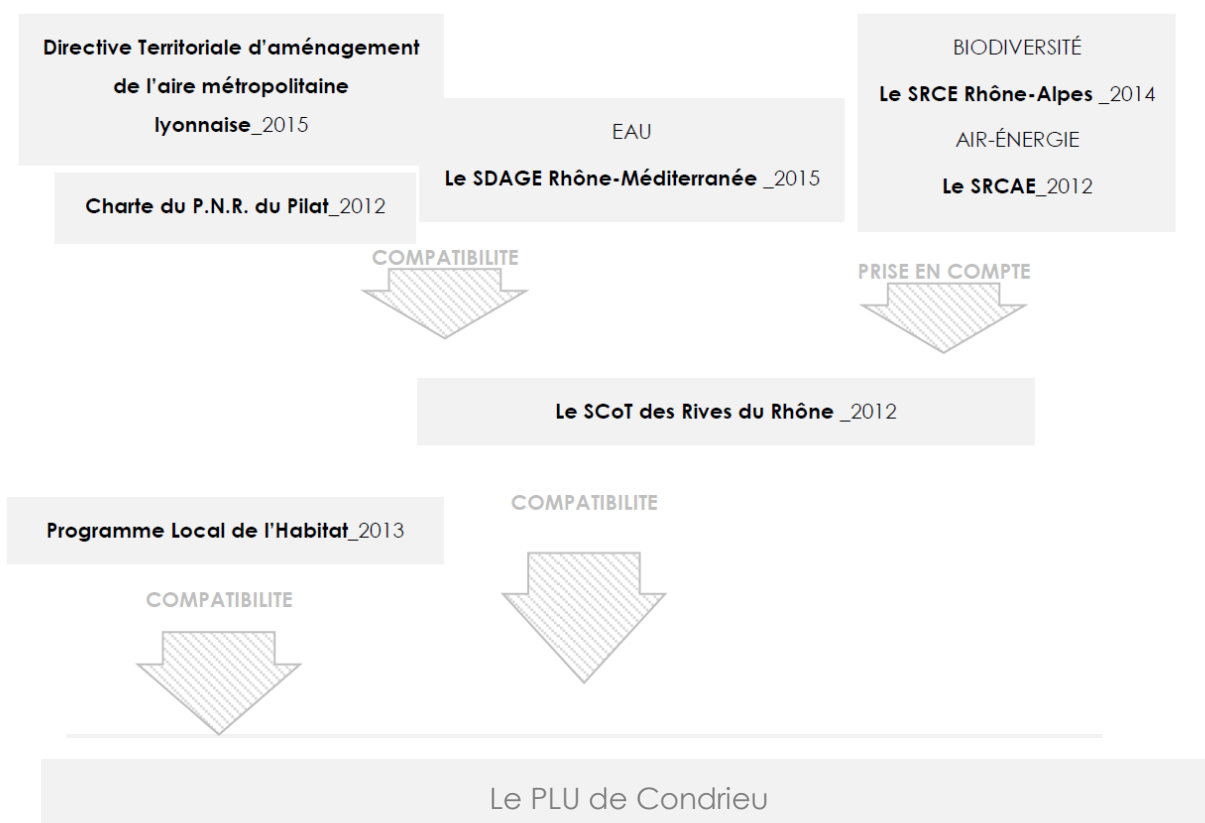 Directive Territoriale d’aménagement
de l’aire métropolitaine
lyonnaise_2015
Charte du P.N.R. du Pilat_2012
EAU
Le SDAGE Rhône-Méditerranée _2015
BIODIVERSITÉ
Le SRCE Rhône-Alpes _2014
AIR-ÉNERGIE
Le SRCAE_2012
COMPATIBILITE
PRISE EN COMPTE
Le SCoT des Rives du Rhône _2012
Programme Local de l’Habitat_2013
COMPATIBILITE
COMPATIBILITE
Le PLU de Condrieu